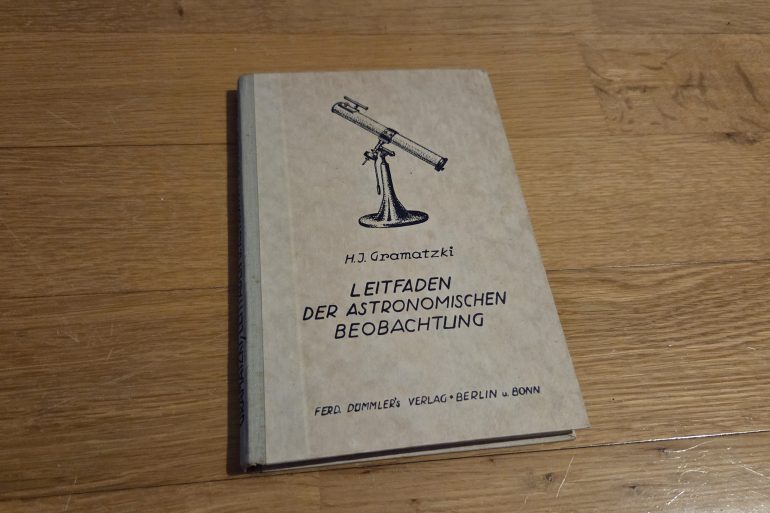 H.J. Gramatzki
LEITFADEN
DER ASTRONOMISCHEN
BEOBACHTUNG
FERD. DÜMMLER's VERLAG • BERLIN u. BONN